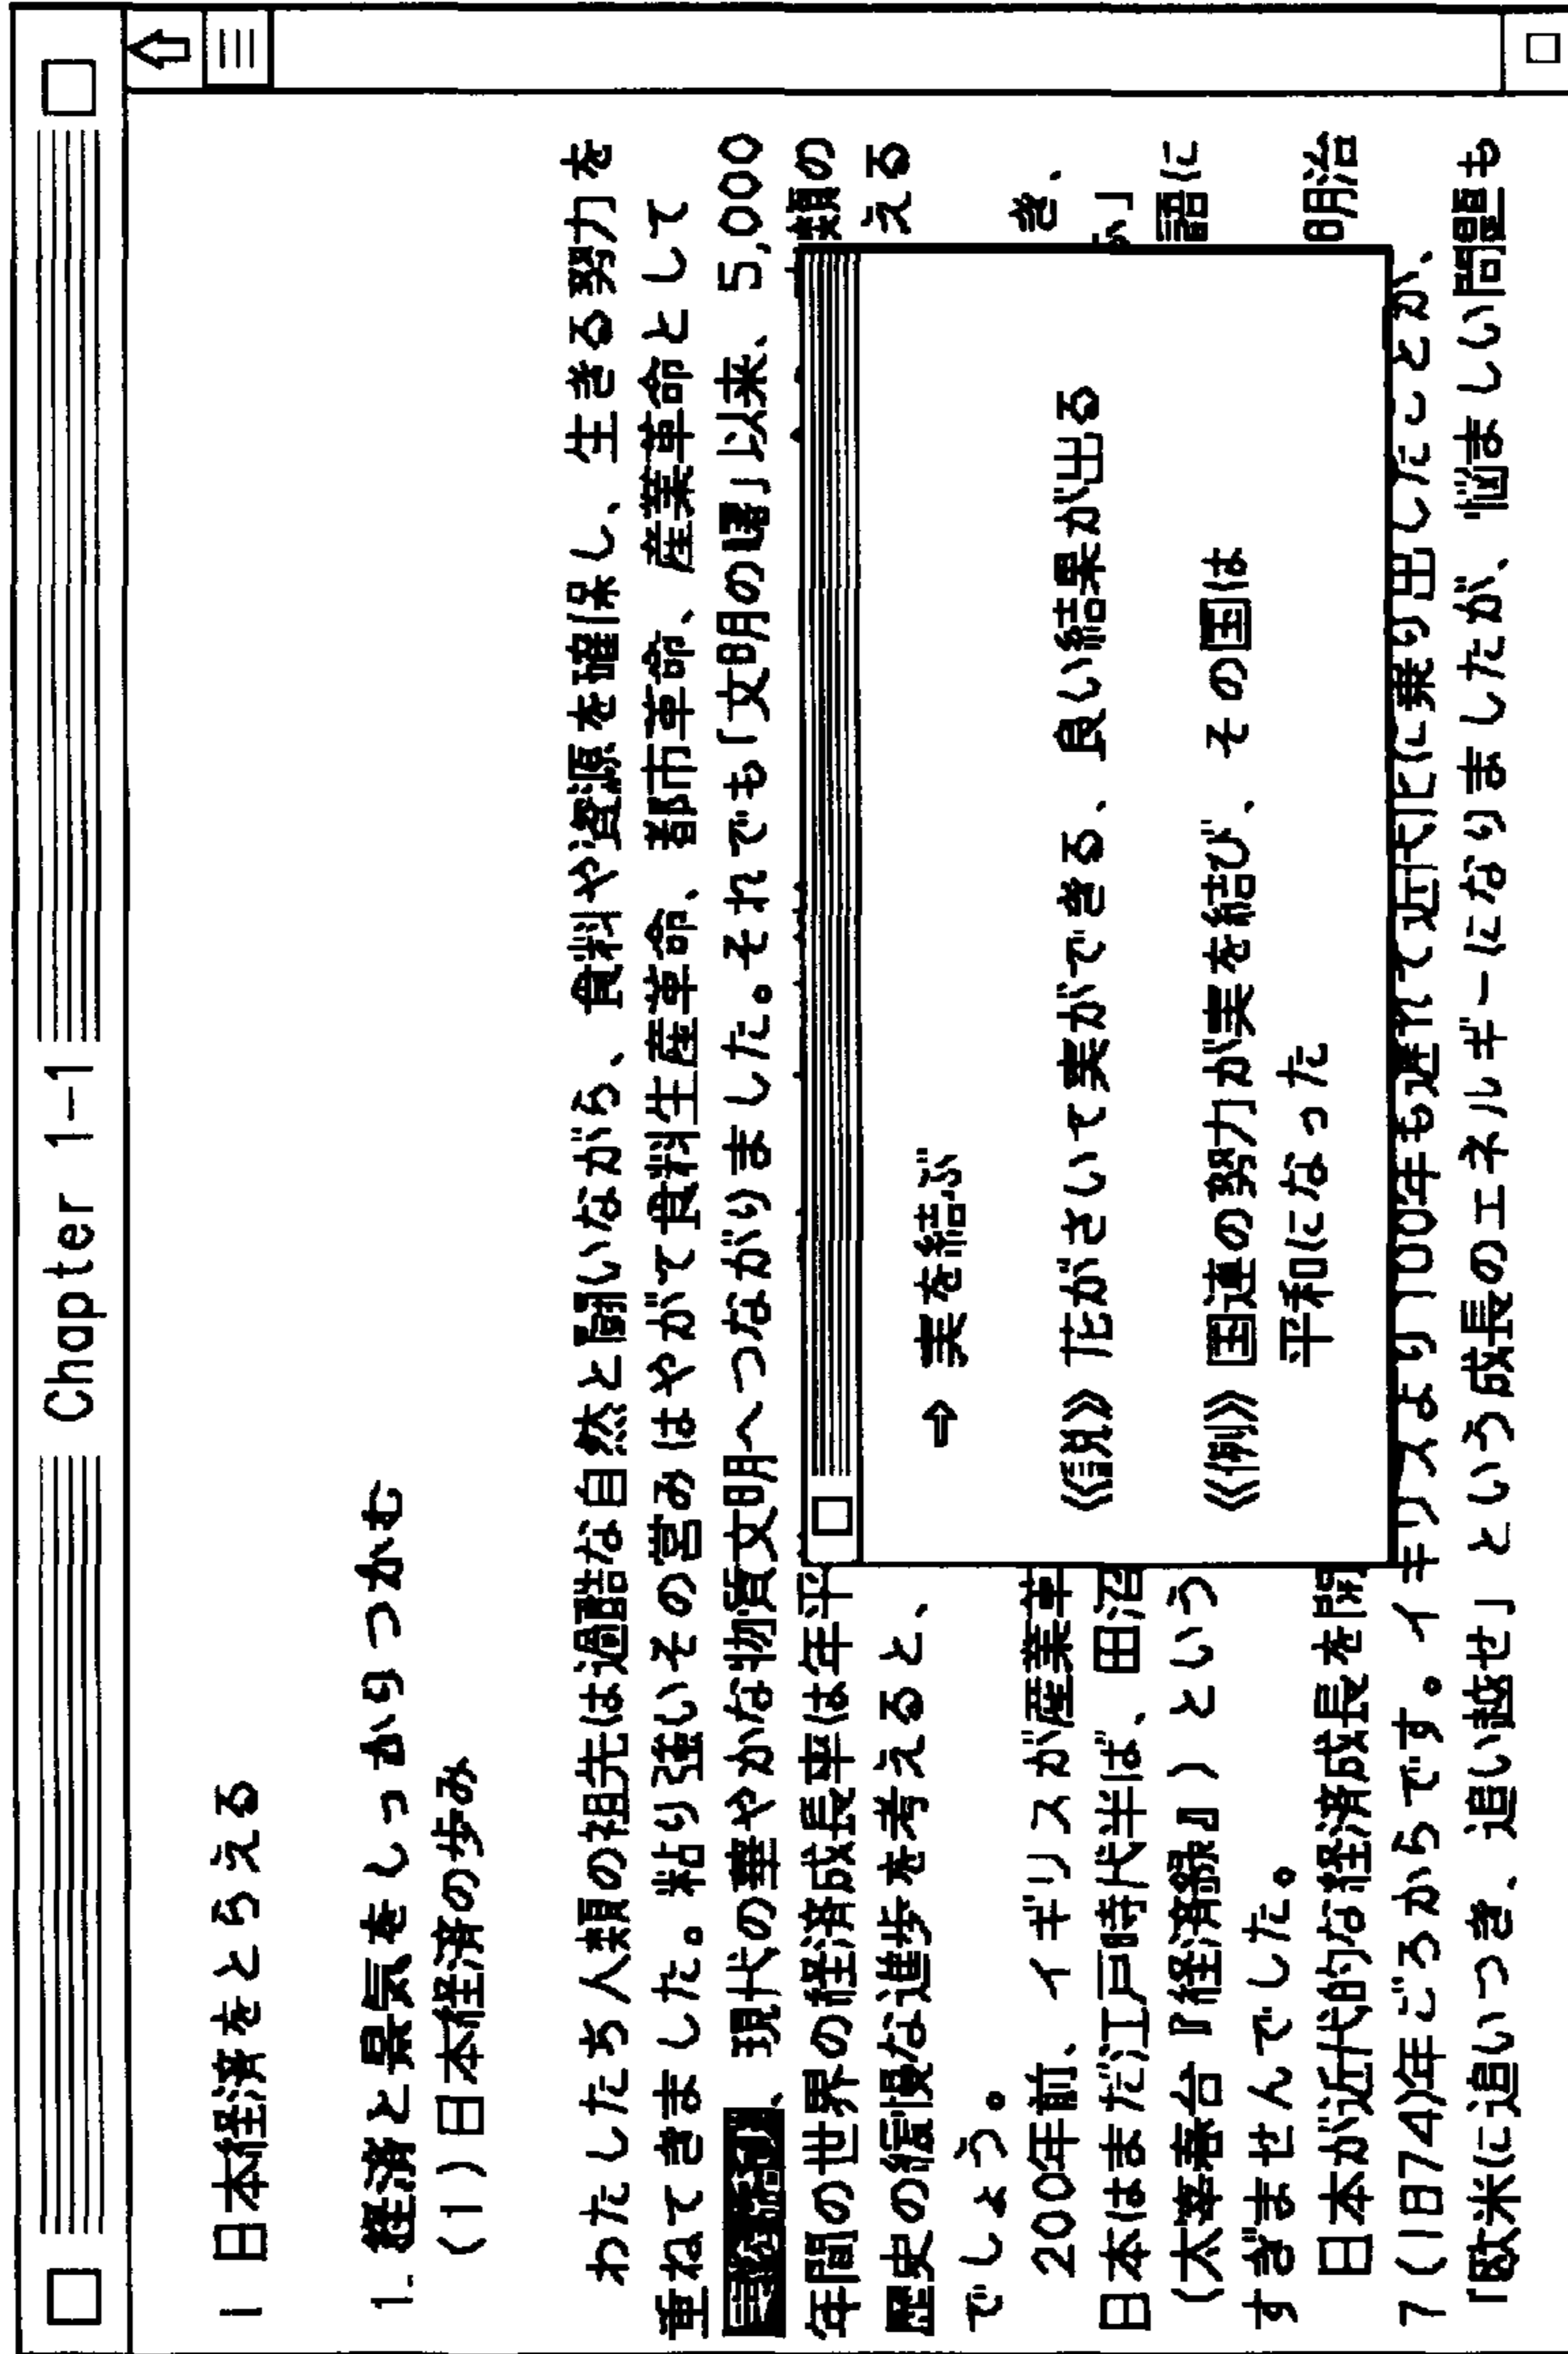 Chapter 1-1
I 日本経済をとらえる
1. 経済と景気をしっかりつかむ
(1) 日本経済の歩み
わたしたち人類の祖先は過酷な自然と闘いながら、食料や資源を確保し、生きる努力を
重ねてきました。粘り強いその営みはやがて食料生産革命、都市革命、産業革命として
、現代の華やかな物質文明へつながりました。それでも「文明の曙」以来、5,000
年間の世界の経済成長率は年平
類の
歴史の緩慢な進歩を考えると、
える
でしょう。
200年前、イギリスが産業革
き、
日本はまだ江戸時代半ば、田沼
か」
(太宰春台『経済録』) という
語に
すぎませんでした。
日本が近代的な経済成長を開
明治
7 (1874)年ごろからです。イギリスより100年も遅れて近代化に乗り出したことが、
「欧米に追いつき、追い越せ」という成長のエネルギーになりましたが、悩ましい問題も
⇨ 実を結ぶ
《説》 花がさいて実ができる、良い結果が出る
《例》 国連の努力が実を結び、その国は
平和になった